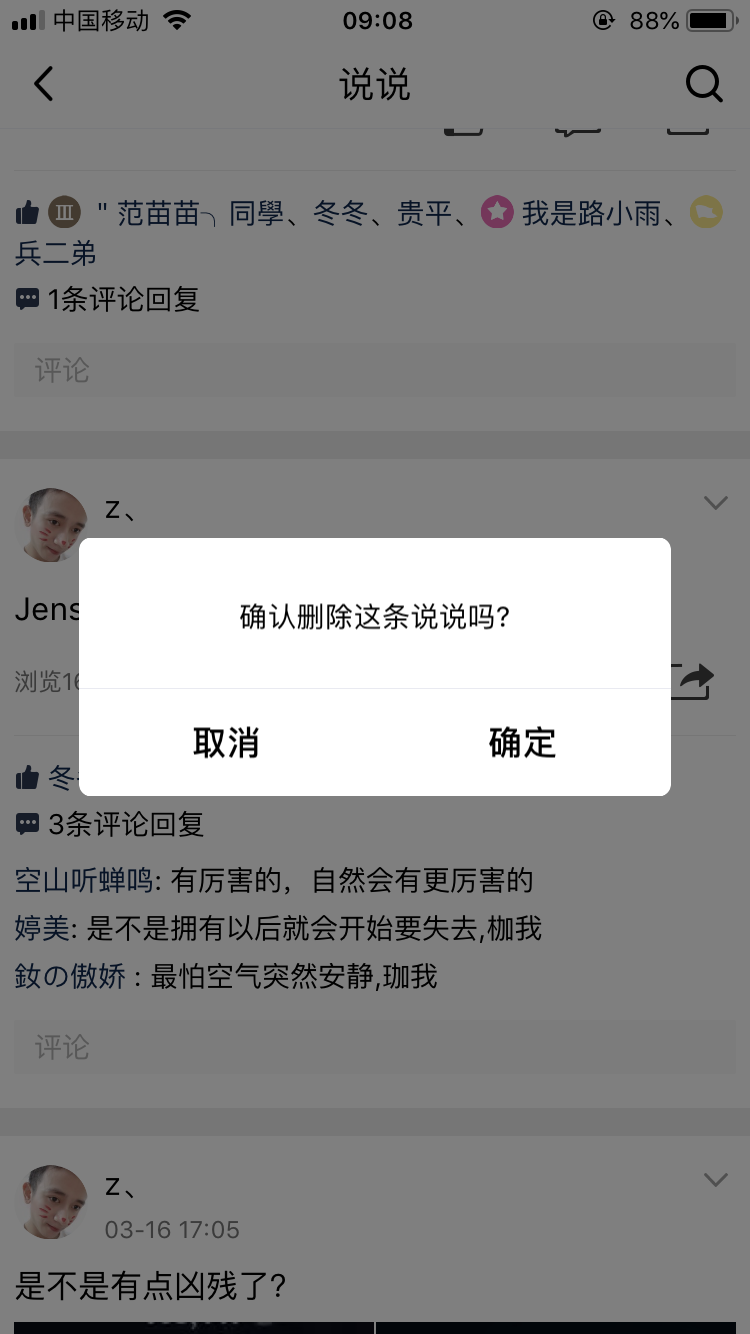 中国移动 09:08 88%
说说
" 范苗苗╮同學、冬冬、贵平、我是路小雨、
兵二弟
1条评论回复
评论
z、
Jens
确认删除这条说说吗?
浏览16
取消 确定
冬
3条评论回复
空山听蝉鸣: 有厉害的，自然会有更厉害的
婷美: 是不是拥有以后就会开始要失去,枷我
釹の傲娇 : 最怕空气突然安静,珈我
评论
z、
03-16 17:05
是不是有点凶残了?